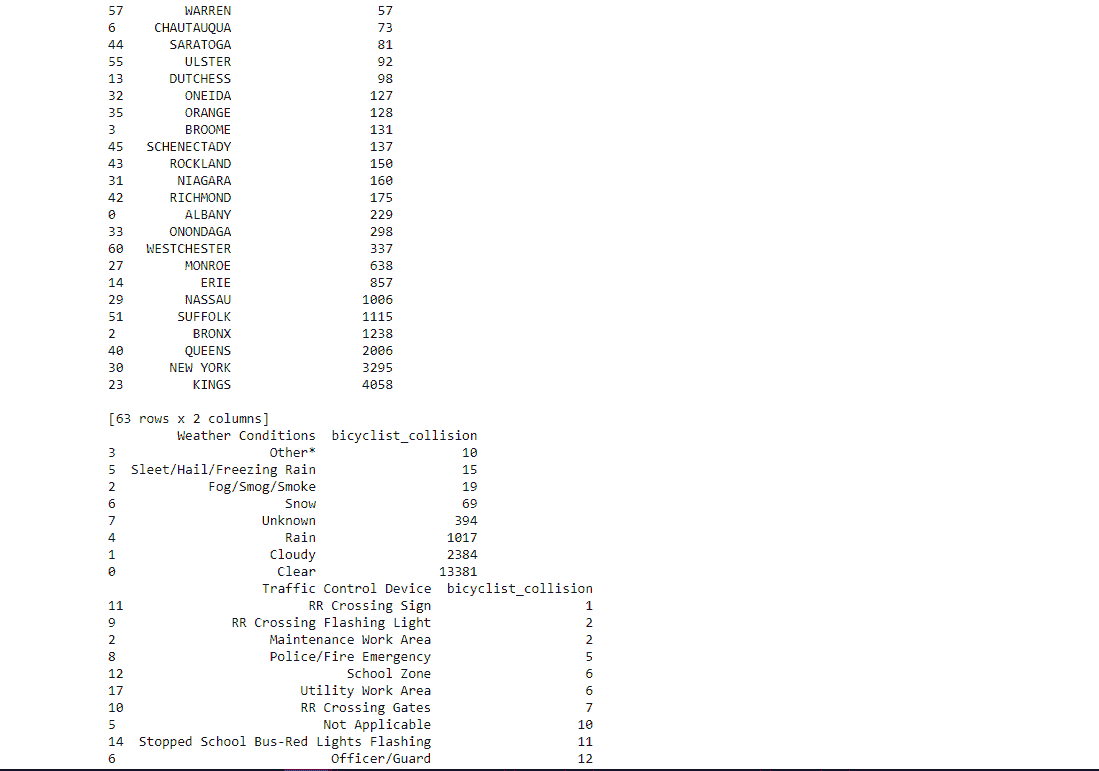 57 WARREN 57
6 CHAUTAUQUA 73
44 SARATOGA 81
55 ULSTER 92
13 DUTCHESS 98
32 ONEIDA 127
35 ORANGE 128
3 BROOME 131
45 SCHENECTADY 137
43 ROCKLAND 150
31 NIAGARA 160
42 RICHMOND 175
0 ALBANY 229
33 ONONDAGA 298
60 WESTCHESTER 337
27 MONROE 638
14 ERIE 857
29 NASSAU 1006
51 SUFFOLK 1115
2 BRONX 1238
40 QUEENS 2006
30 NEW YORK 3295
23 KINGS 4058
[63 rows x 2 columns]
Weather Conditions bicyclist_collision
3 Other* 10
5 Sleet/Hail/Freezing Rain 15
2 Fog/Smog/Smoke 19
6 Snow 69
7 Unknown 394
4 Rain 1017
1 Cloudy 2384
0 Clear 13381
Traffic Control Device bicyclist_collision
11 RR Crossing Sign 1
9 RR Crossing Flashing Light 2
2 Maintenance Work Area 2
8 Police/Fire Emergency 5
12 School Zone 6
17 Utility Work Area 6
10 RR Crossing Gates 7
5 Not Applicable 10
14 Stopped School Bus-Red Lights Flashing 11
6 Officer/Guard 12